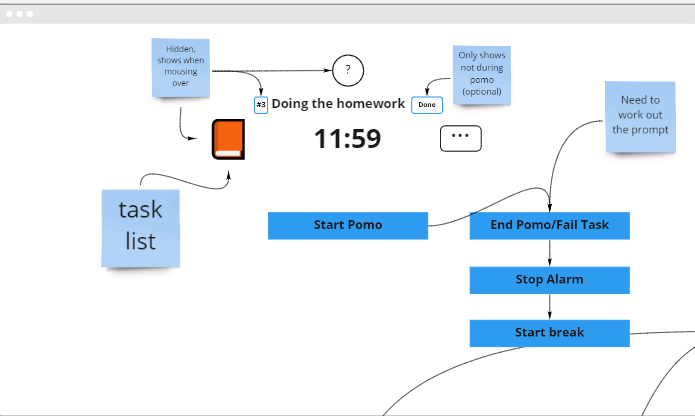 Hidden,
shows when
mousing
over
?
Only shows
not during
pomo
(optional)
#3
Doing the homework
Done
11:59
...
Need to
work out
the prompt
task
list
Start Pomo
End Pomo/Fail Task
Stop Alarm
Start break